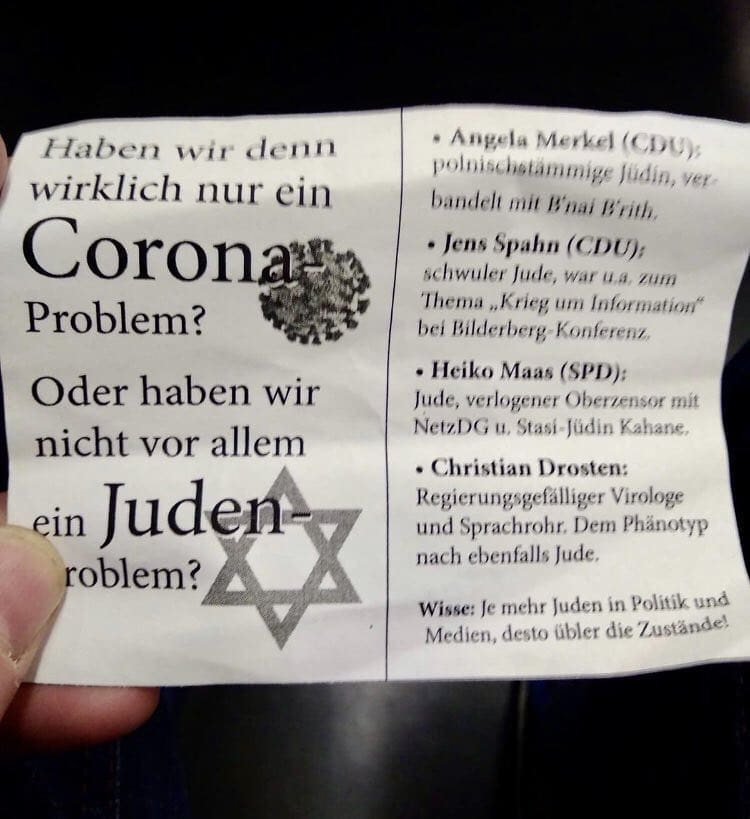 Haben wir denn
wirklich nur ein
Corona-
Problem?
Oder haben wir
nicht vor allem
ein Juden-
roblem?
• Angela Merkel (CDU):
polnischstämmige Jüdin, ver-
bandelt mit B'nai B'rith.
• Jens Spahn (CDU):
schwuler Jude, war u.a. zum
Thema „Krieg um Information“
bei Bilderberg-Konferenz.
• Heiko Maas (SPD):
Jude, verlogener Oberzensor mit
NetzDG u. Stasi-Jüdin Kahane.
• Christian Drosten:
Regierungsgefälliger Virologe
und Sprachrohr. Dem Phänotyp
nach ebenfalls Jude.
Wisse: Je mehr Juden in Politik und
Medien, desto übler die Zustände!